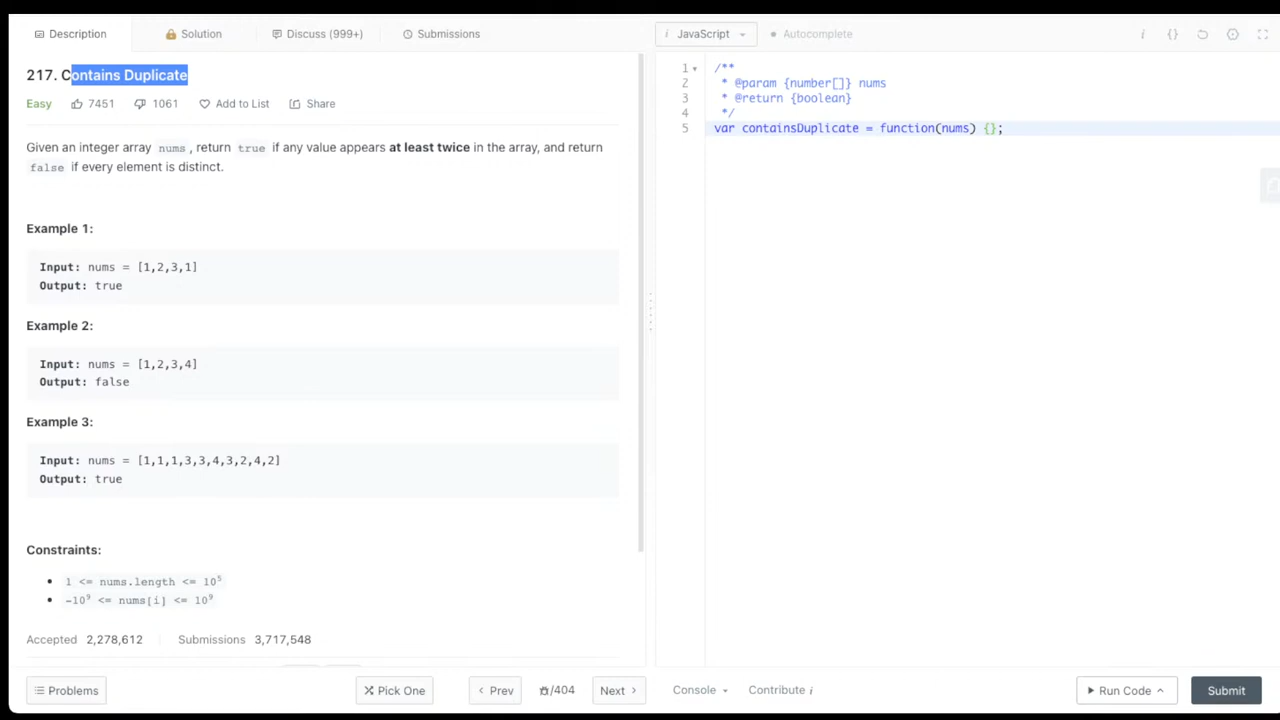 Description
Solution
Discuss (999+)
Submissions
217. Contains Duplicate
Easy 7451 1061 Add to List Share
Given an integer array nums, return true if any value appears at least twice in the array, and return
false if every element is distinct.
Example 1:
Input: nums = [1,2,3,1]
Output: true
Example 2:
Input: nums = [1,2,3,4]
Output: false
Example 3:
Input: nums = [1,1,1,3,3,4,3,2,4,2]
Output: true
Constraints:
1 <= nums.length <= 10⁵
-10⁹ <= nums[i] <= 10⁹
Accepted 2,278,612 Submissions 3,717,548
Problems
Pick One
Prev
/404
Next
i JavaScript
Autocomplete
i {}
1 /**
2 * @param {number[]} nums
3 * @return {boolean}
4 */
5 var containsDuplicate = function(nums) {};
Console
Contribute i
Run Code
Submit